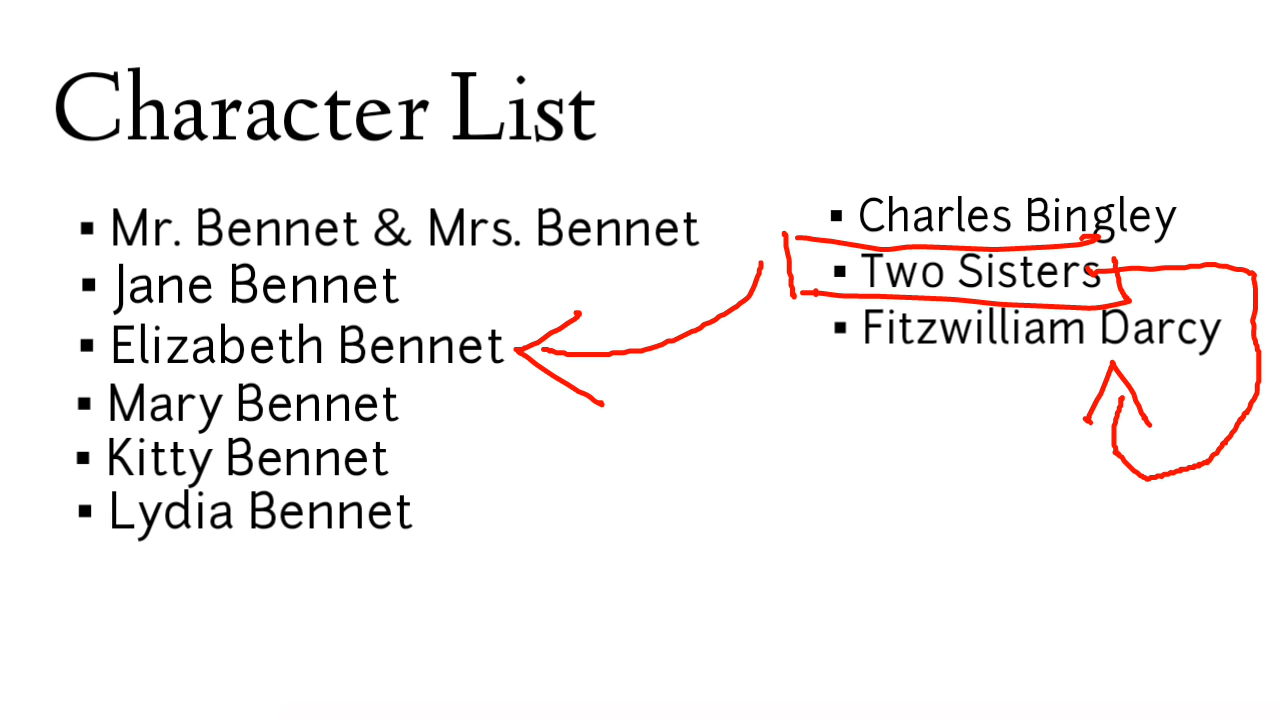 Character List
▪ Mr. Bennet & Mrs. Bennet
▪ Jane Bennet
▪ Elizabeth Bennet
▪ Mary Bennet
▪ Kitty Bennet
▪ Lydia Bennet
▪ Charles Bingley
▪ Two Sisters
▪ Fitzwilliam Darcy